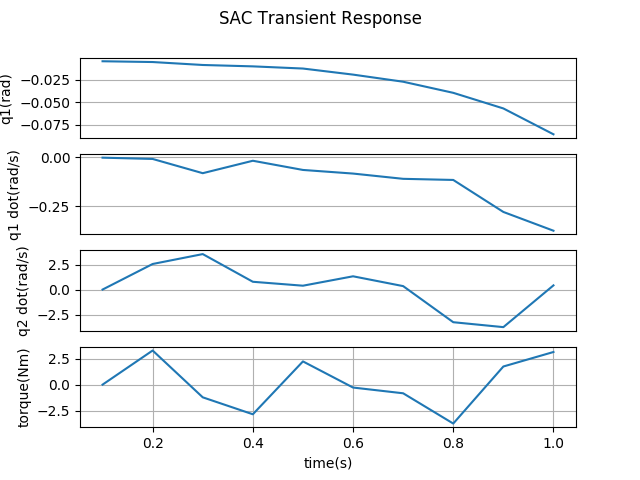 SAC Transient Response
q1(rad)
−0.025
−0.050
−0.075
q1 dot(rad/s)
0.00
−0.25
q2 dot(rad/s)
2.5
0.0
−2.5
torque(Nm)
2.5
0.0
−2.5
0.2 0.4 0.6 0.8 1.0
time(s)